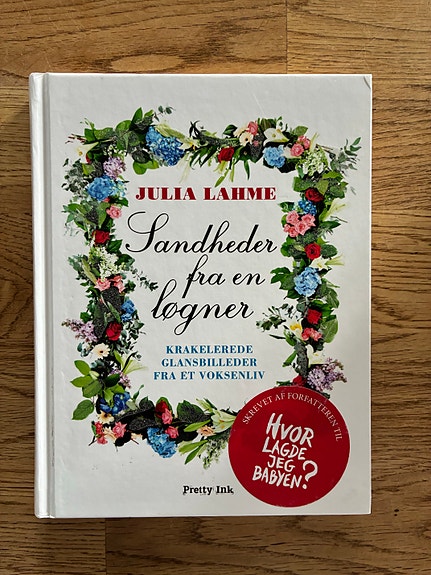 JULIA LAHME
Sandheder
fra en
løgner
KRAKELEREDE
GLANSBILLEDER
FRA ET VOKSENLIV
SKREVET AF FORFATTEREN TIL
HVOR
LAGDE
JEG
BABYEN?
Pretty Ink